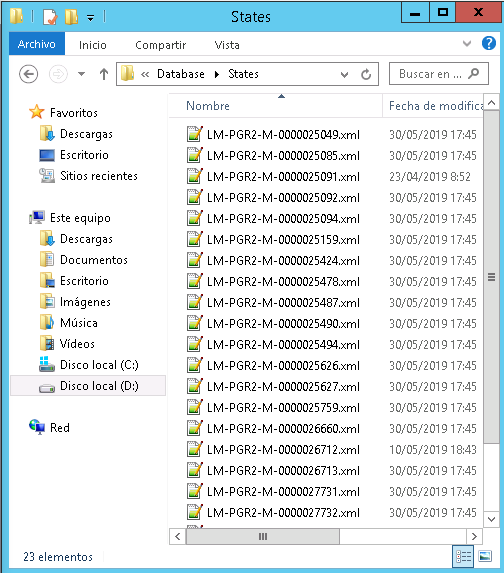 States
Archivo Inicio Compartir Vista
« Database States
Buscar en ...
Nombre Fecha de modifica
Favoritos
Descargas
Escritorio
Sitios recientes
Este equipo
Descargas
Documentos
Escritorio
Imágenes
Música
Vídeos
Disco local (C:)
Disco local (D:)
Red
LM-PGR2-M-0000025049.xml 30/05/2019 17:45
LM-PGR2-M-0000025085.xml 30/05/2019 17:45
LM-PGR2-M-0000025091.xml 23/04/2019 8:52
LM-PGR2-M-0000025092.xml 30/05/2019 17:45
LM-PGR2-M-0000025094.xml 30/05/2019 17:45
LM-PGR2-M-0000025159.xml 30/05/2019 17:45
LM-PGR2-M-0000025424.xml 30/05/2019 17:45
LM-PGR2-M-0000025478.xml 30/05/2019 17:45
LM-PGR2-M-0000025487.xml 30/05/2019 17:45
LM-PGR2-M-0000025490.xml 30/05/2019 17:45
LM-PGR2-M-0000025494.xml 30/05/2019 17:45
LM-PGR2-M-0000025626.xml 30/05/2019 17:45
LM-PGR2-M-0000025627.xml 30/05/2019 17:45
LM-PGR2-M-0000025759.xml 30/05/2019 17:45
LM-PGR2-M-0000026660.xml 30/05/2019 17:45
LM-PGR2-M-0000026712.xml 10/05/2019 18:43
LM-PGR2-M-0000026713.xml 30/05/2019 17:45
LM-PGR2-M-0000027731.xml 30/05/2019 17:45
LM-PGR2-M-0000027732.xml 30/05/2019 17:45
23 elementos